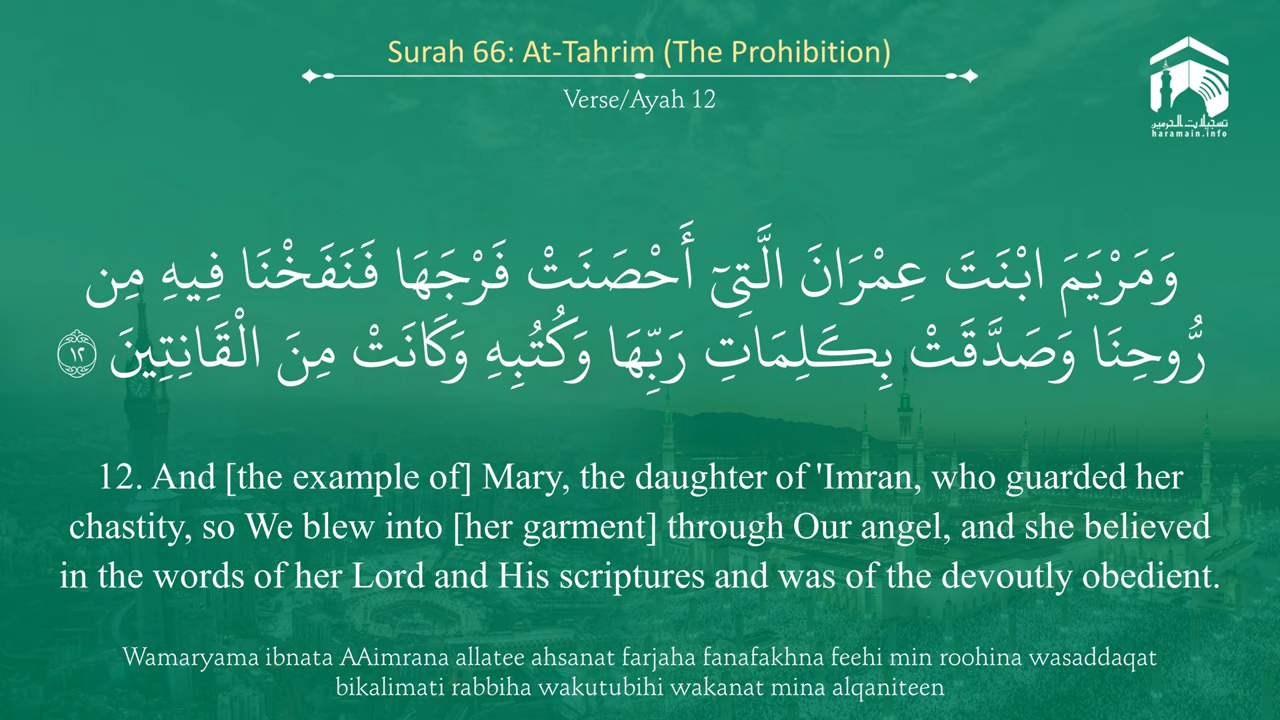 Surah 66: At-Tahrim (The Prohibition)
Verse/Ayah 12
تسجيلات الحرمين
haramain.info
وَمَرْيَمَ ابْنَتَ عِمْرَانَ الَّتِىٓ أَحْصَنَتْ فَرْجَهَا فَنَفَخْنَا فِيهِ مِن
رُّوحِنَا وَصَدَّقَتْ بِكَلِمَاتِ رَبِّهَا وَكُتُبِهِ وَكَانَتْ مِنَ الْقَانِتِينَ ١٢
12. And [the example of] Mary, the daughter of 'Imran, who guarded her
chastity, so We blew into [her garment] through Our angel, and she believed
in the words of her Lord and His scriptures and was of the devoutly obedient.
Wamaryama ibnata AAimrana allatee ahsanat farjaha fanafakhna feehi min roohina wasaddaqat
bikalimati rabbiha wakutubihi wakanat mina alqaniteen